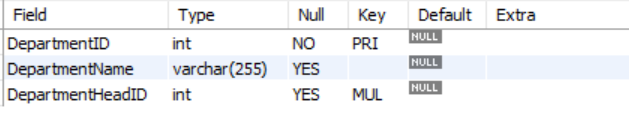 Field Type Null Key Default Extra
DepartmentID int NO PRI NULL
DepartmentName varchar(255) YES NULL
DepartmentHeadID int YES MUL NULL